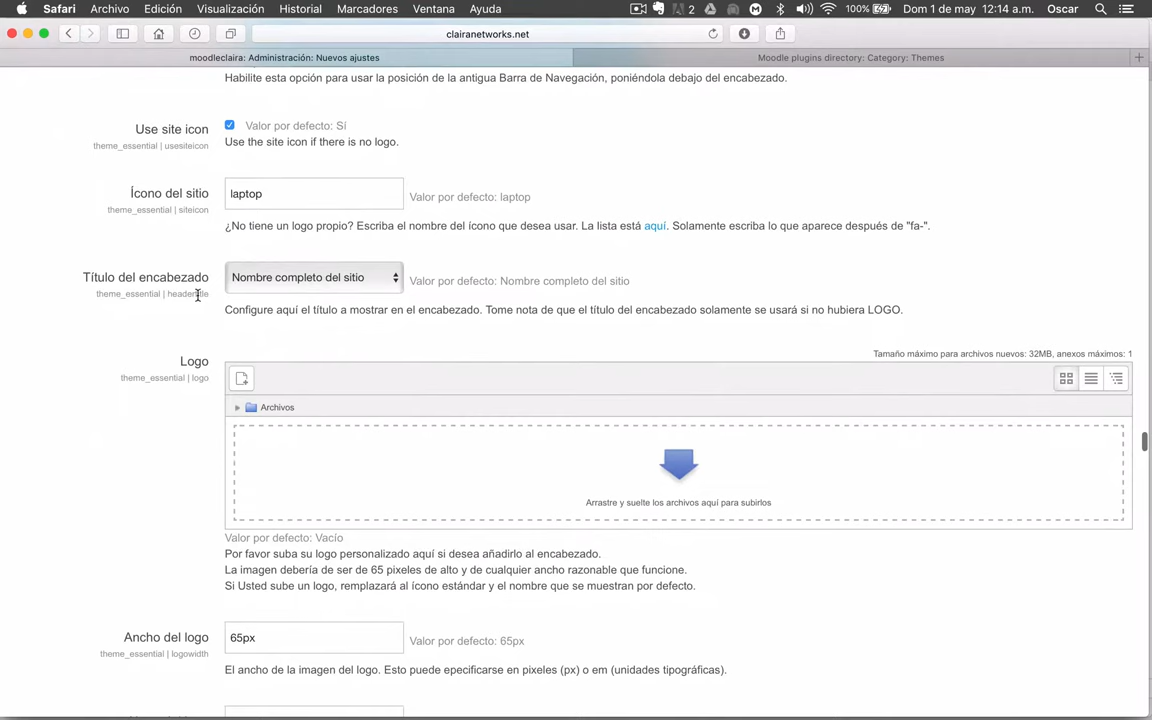 Safari Archivo Edición Visualización Historial Marcadores Ventana Ayuda 2 100% Dom 1 de may 12:14 a.m. Oscar
clairanetworks.net
moodleclaira: Administración: Nuevos ajustes Moodle plugins directory: Category: Themes
Habilite esta opción para usar la posición de la antigua Barra de Navegación, poniéndola debajo del encabezado.
Use site icon Valor por defecto: Sí
theme_essential | usesiteicon
Use the site icon if there is no logo.
Ícono del sitio laptop Valor por defecto: laptop
theme_essential | siteicon
¿No tiene un logo propio? Escriba el nombre del ícono que desea usar. La lista está aquí. Solamente escriba lo que aparece después de "fa-".
Título del encabezado Nombre completo del sitio Valor por defecto: Nombre completo del sitio
theme_essential | headertitle
Configure aquí el título a mostrar en el encabezado. Tome nota de que el título del encabezado solamente se usará si no hubiera LOGO.
Tamaño máximo para archivos nuevos: 32MB, anexos máximos: 1
Logo
theme_essential | logo
Archivos
Arrastre y suelte los archivos aquí para subirlos
Valor por defecto: Vacío
Por favor suba su logo personalizado aquí si desea añadirlo al encabezado.
La imagen debería de ser de 65 pixeles de alto y de cualquier ancho razonable que funcione.
Si Usted sube un logo, remplazará al ícono estándar y el nombre que se muestran por defecto.
Ancho del logo 65px Valor por defecto: 65px
theme_essential | logowidth
El ancho de la imagen del logo. Esto puede epecificarse en pixeles (px) o em (unidades tipográficas).